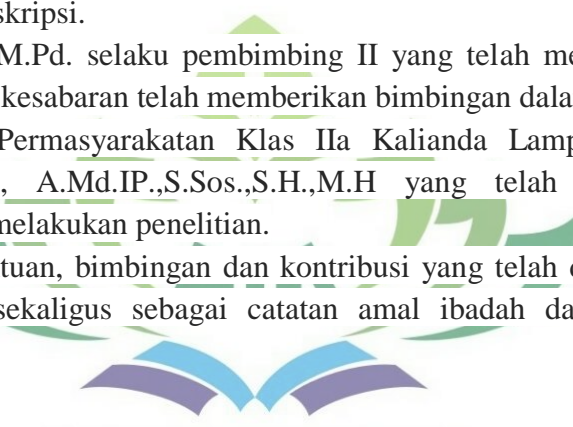 skripsi.
M.Pd. selaku pembimbing II yang telah me
kesabaran telah memberikan bimbingan dala
Permasyarakatan Klas IIa Kalianda Lamp
, A.Md.IP.,S.Sos.,S.H.,M.H yang telah
melakukan penelitian.
tuan, bimbingan dan kontribusi yang telah
sekaligus sebagai catatan amal ibadah da